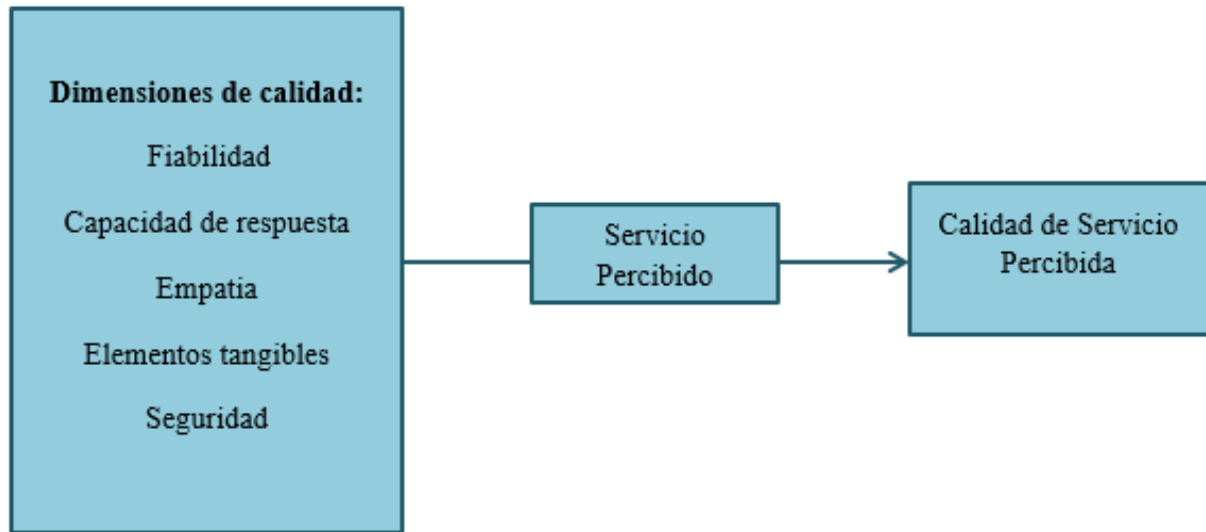 Dimensiones de calidad:
Fiabilidad
Capacidad de respuesta
Empatia
Elementos tangibles
Seguridad
Servicio
Percibido
Calidad de Servicio
Percibida